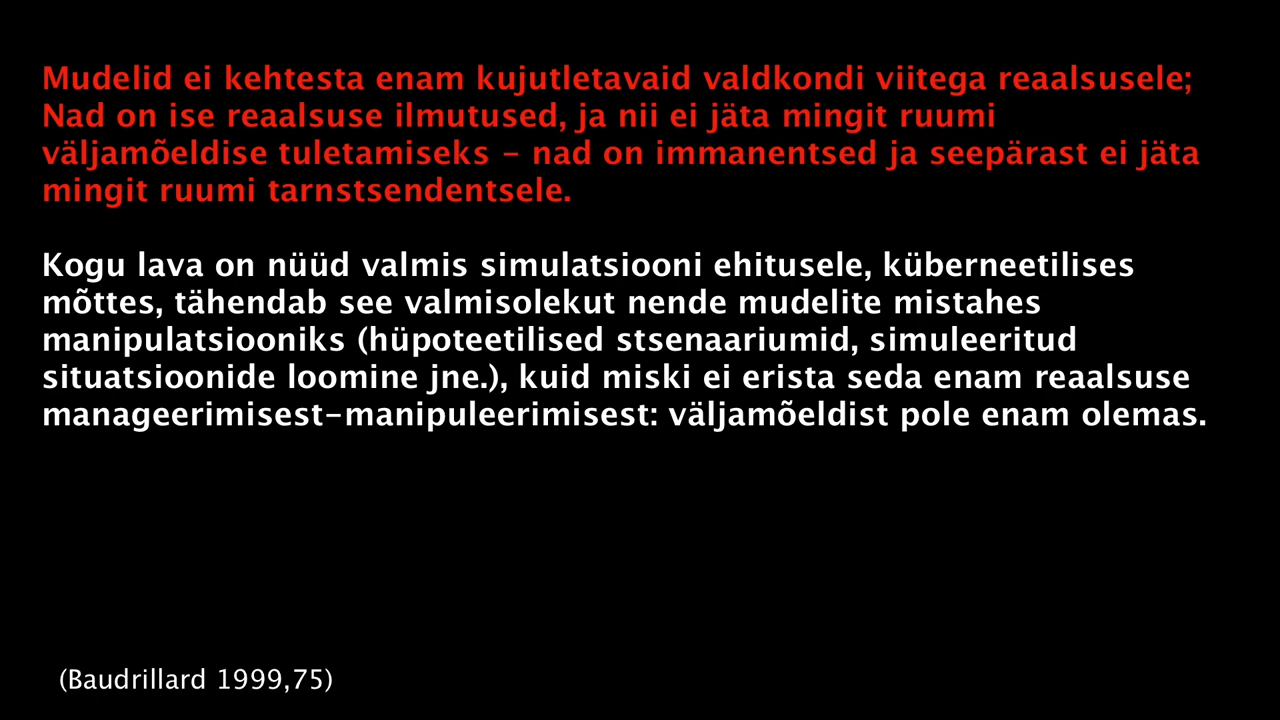 Mudelid ei kehtesta enam kujutletavaid valdkondi viitega reaalsusele;
Nad on ise reaalsuse ilmutused, ja nii ei jäta mingit ruumi
väljamõeldise tuletamiseks – nad on immanentsed ja seepärast ei jäta
mingit ruumi tarnstsendentsele.
Kogu lava on nüüd valmis simulatsiooni ehitusele, küberneetilises
mõttes, tähendab see valmisolekut nende mudelite mistahes
manipulatsiooniks (hüpoteetilised stsenaariumid, simuleeritud
situatsioonide loomine jne.), kuid miski ei erista seda enam reaalsuse
manageerimisest–manipuleerimisest: väljamõeldist pole enam olemas.
(Baudrillard 1999,75)